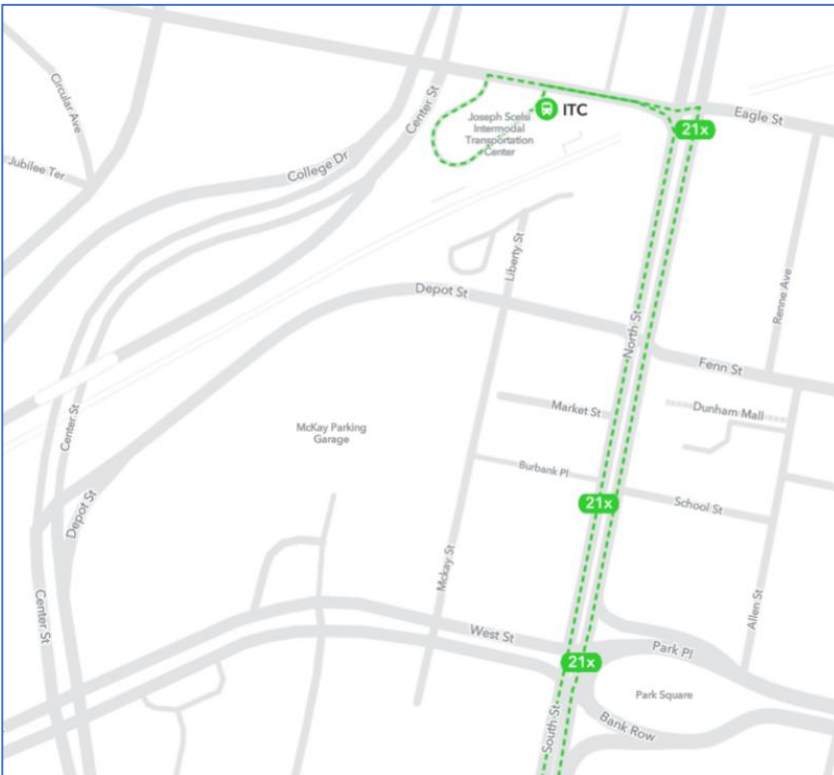 Circular Ave
Jubilee Ter
College Dr
Center St
Joseph Scelsi
Intermodal
Transportation
Center
ITC
21x
Eagle St
Liberty St
Depot St
North St
Renne Ave
Fenn St
Market St
Dunham Mall
McKay Parking
Garage
Center St
Burbank Pl
21x
School St
Depot St
Mckay St
Center St
West St
Allen St
Park Pl
21x
Park Square
South St
Bank Row